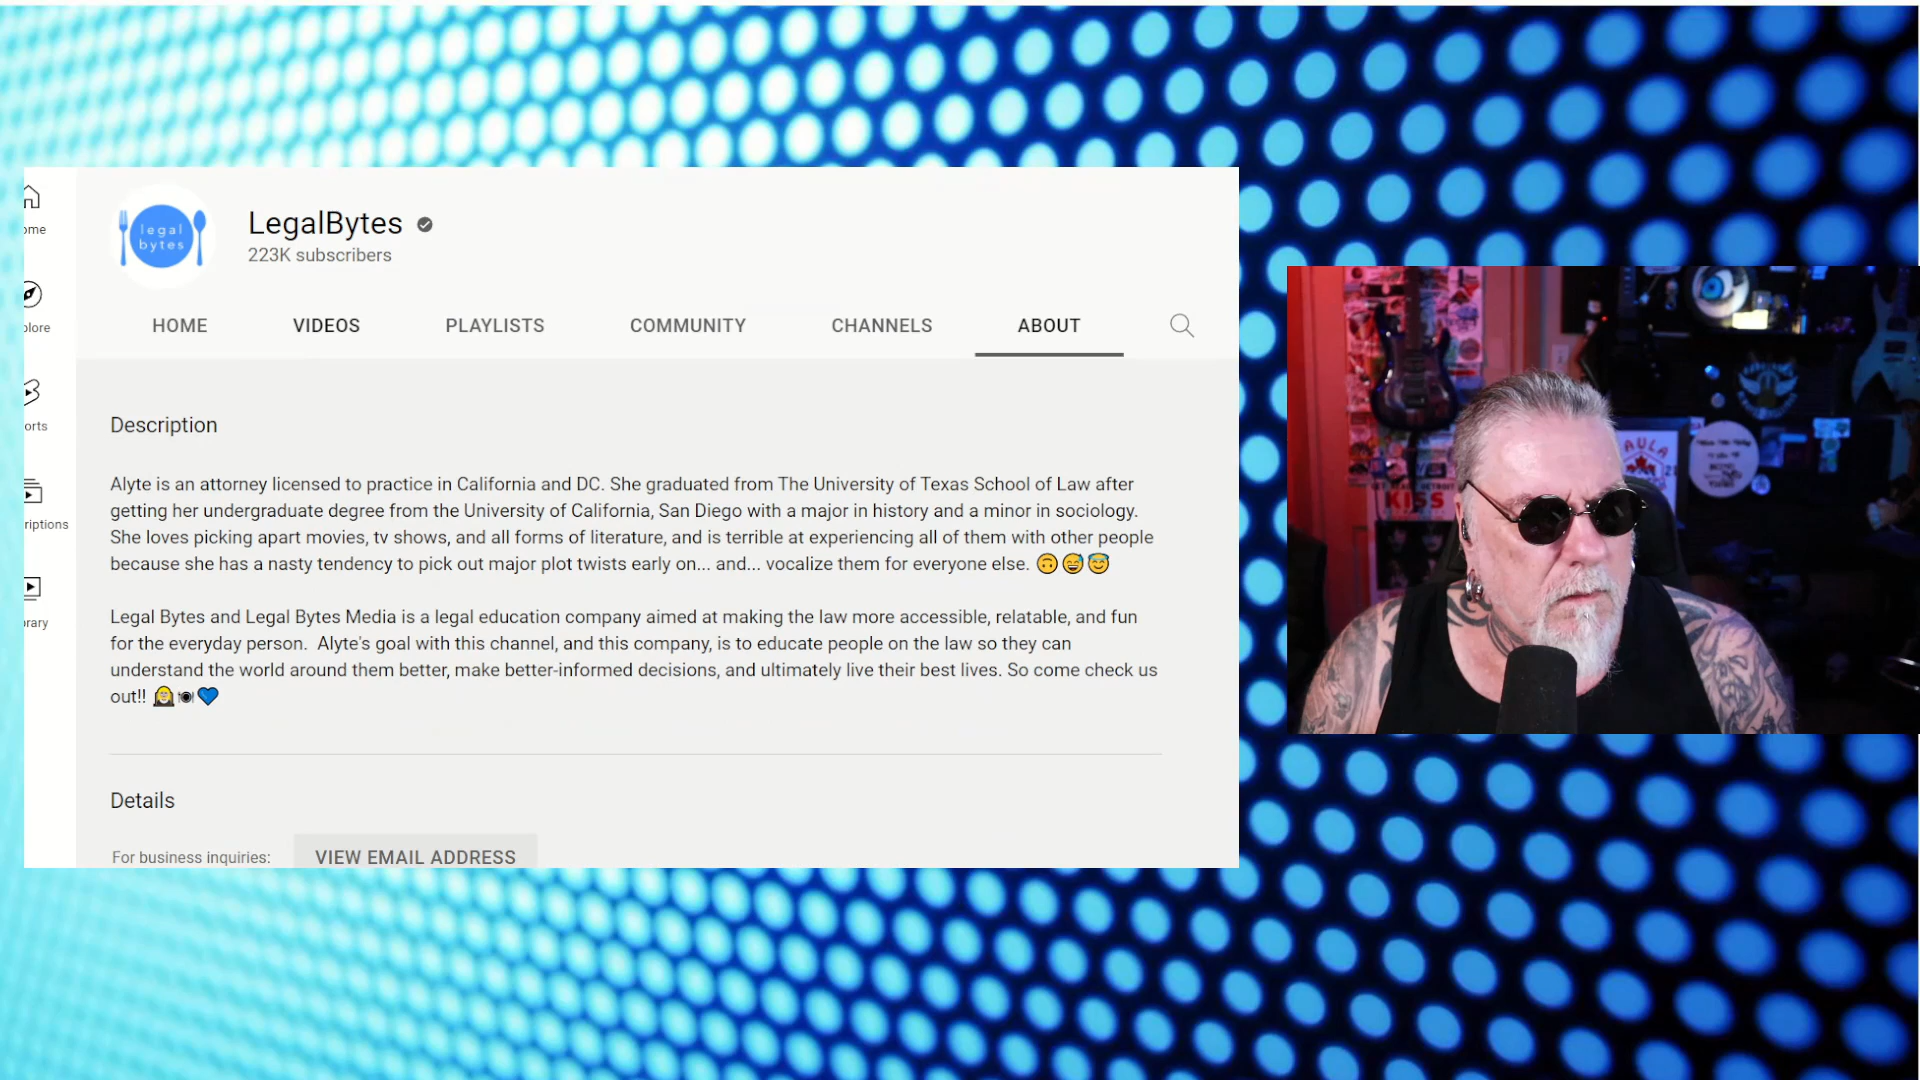 legal
bytes
LegalBytes
223K subscribers
ome
plore
orts
riptions
rary
HOME VIDEOS PLAYLISTS COMMUNITY CHANNELS ABOUT
Description
Alyte is an attorney licensed to practice in California and DC. She graduated from The University of Texas School of Law after
getting her undergraduate degree from the University of California, San Diego with a major in history and a minor in sociology.
She loves picking apart movies, tv shows, and all forms of literature, and is terrible at experiencing all of them with other people
because she has a nasty tendency to pick out major plot twists early on... and... vocalize them for everyone else. 🙃😅😇
Legal Bytes and Legal Bytes Media is a legal education company aimed at making the law more accessible, relatable, and fun
for the everyday person.  Alyte's goal with this channel, and this company, is to educate people on the law so they can
understand the world around them better, make better-informed decisions, and ultimately live their best lives. So come check us
out!! 👩‍⚖️🍽💙
Details
For business inquiries: VIEW EMAIL ADDRESS
AULA
KISS